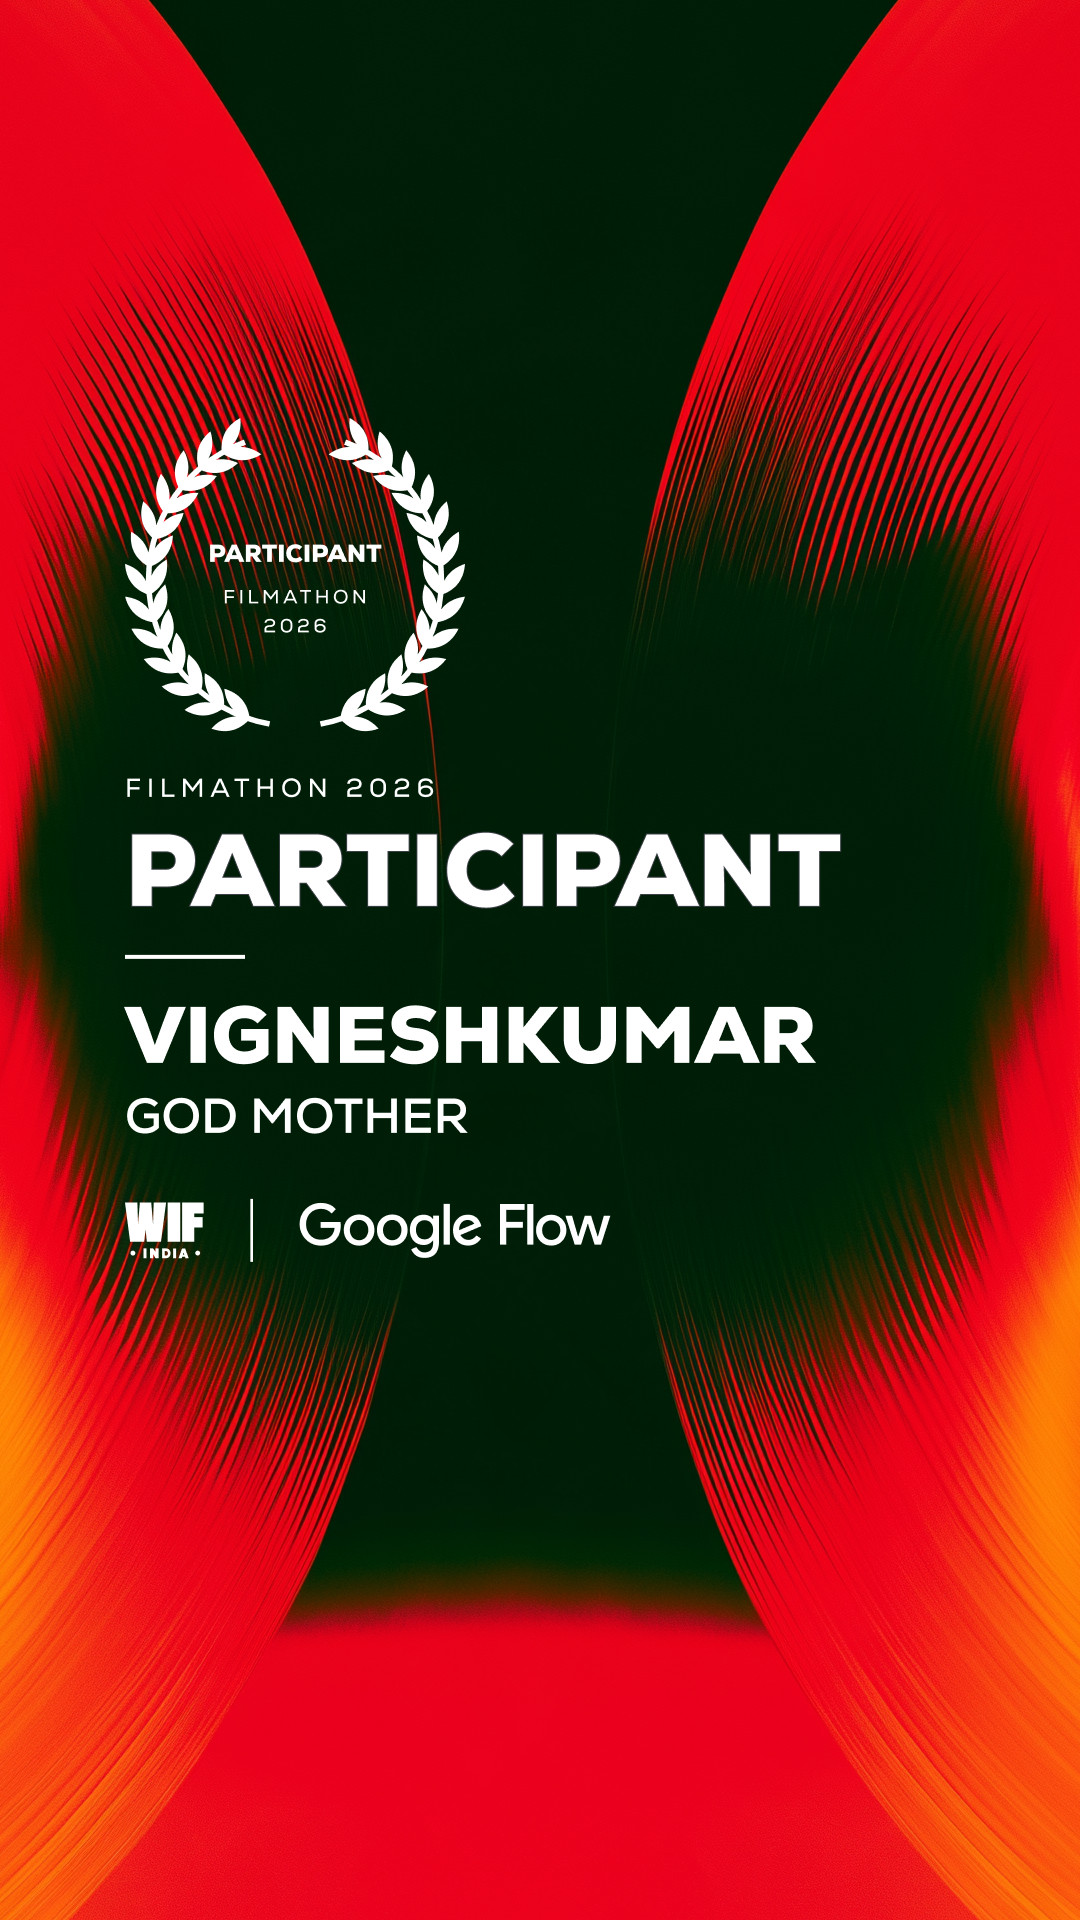 PARTICIPANT
FILMATHON
2026
FILMATHON 2026
PARTICIPANT
VIGNESHKUMAR
GOD MOTHER
WIF
• INDIA •
Google Flow